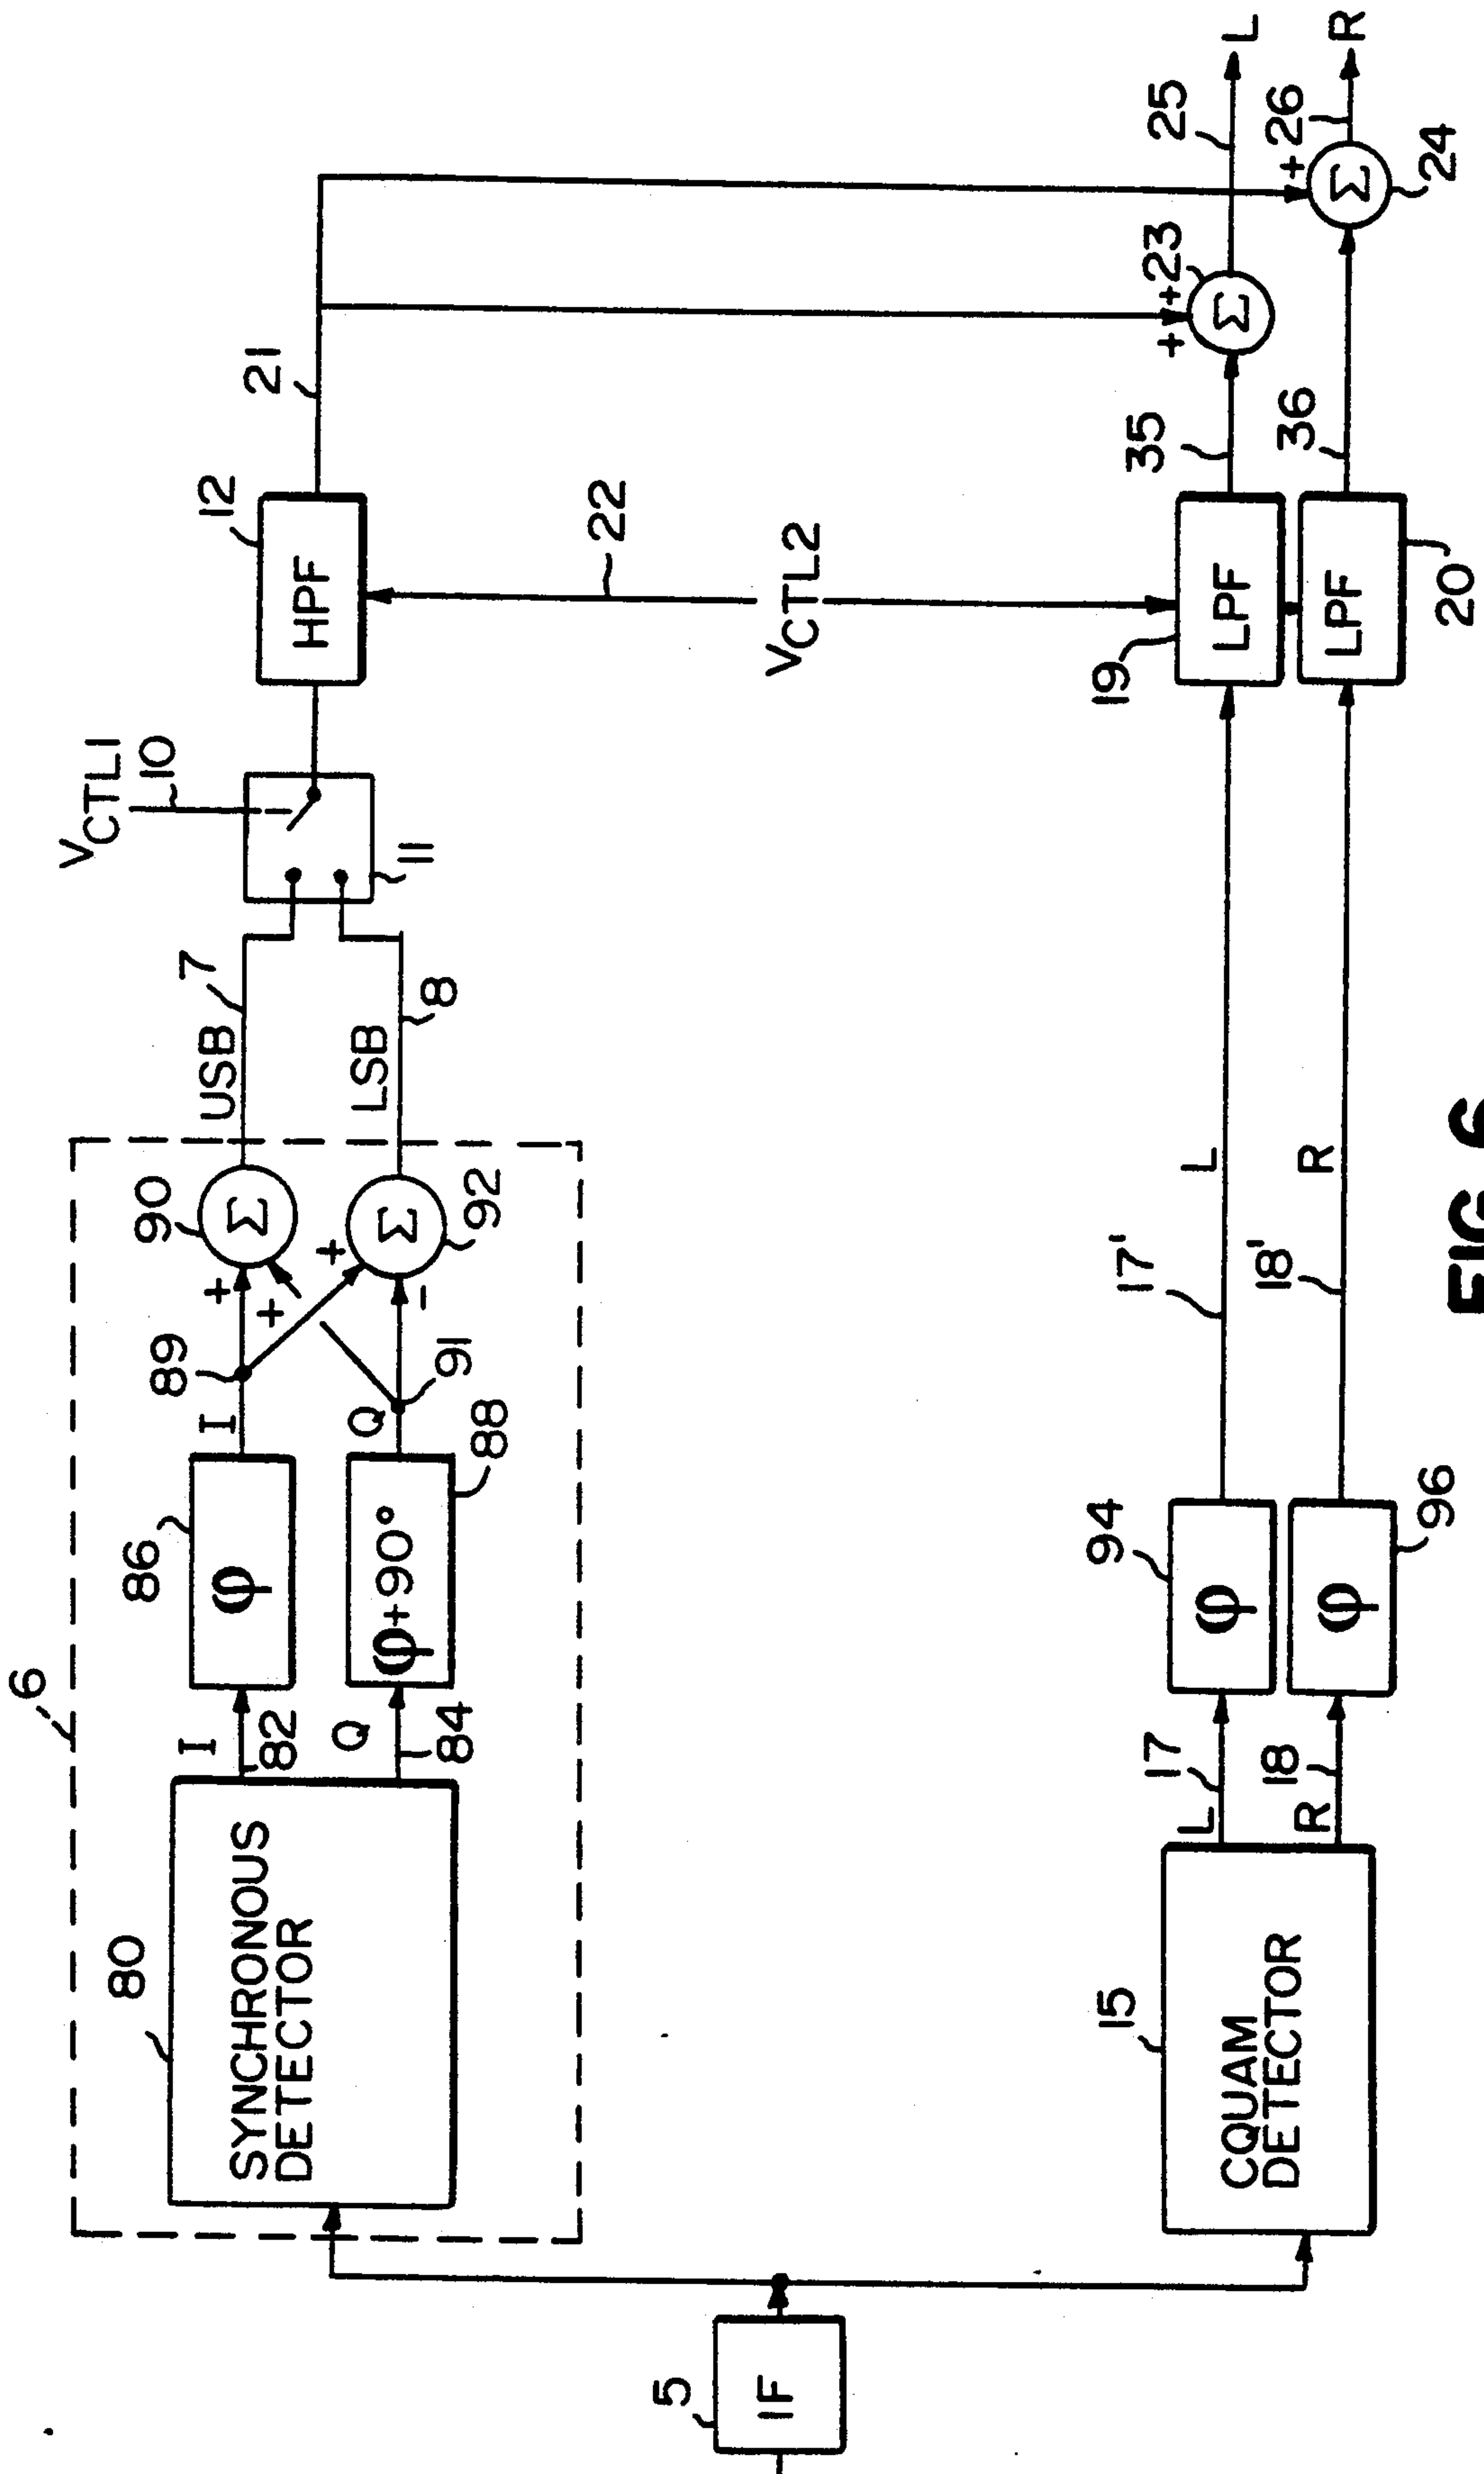 6
80
SYNCHRONOUS
DETECTOR
I
82
Q
84
86
φ
88
φ+90°
I
89
Q
91
+
+
+
−
90
Σ
92
Σ
USB
7
LSB
8
VCTL1
10
11
12
HPF
21
22
VCTL2
5
IF
15
CQUAM
DETECTOR
L
17
R
18
94
φ
96
φ
17'
L
18'
R
19
LPF
20
LPF
35
36
+
+
23
Σ
+
24
Σ
25
L
26
R
FIG. 6